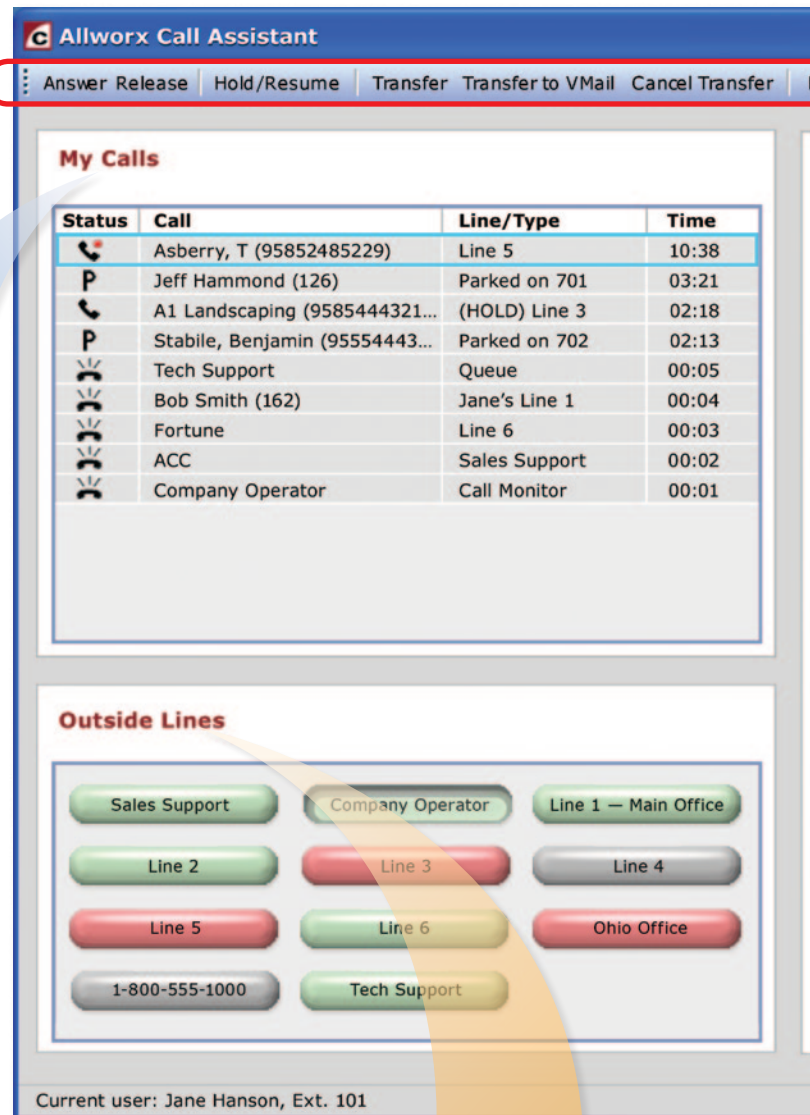 Allworx Call Assistant
Answer Release Hold/Resume Transfer Transfer to VMail Cancel Transfer
My Calls
Status Call Line/Type Time
Asberry, T (95852485229) Line 5 10:38
P Jeff Hammond (126) Parked on 701 03:21
A1 Landscaping (9585444321... (HOLD) Line 3 02:18
P Stabile, Benjamin (95554443... Parked on 702 02:13
Tech Support Queue 00:05
Bob Smith (162) Jane's Line 1 00:04
Fortune Line 6 00:03
ACC Sales Support 00:02
Company Operator Call Monitor 00:01
Outside Lines
Sales Support Company Operator Line 1 — Main Office
Line 2 Line 3 Line 4
Line 5 Line 6 Ohio Office
1-800-555-1000 Tech Support
Current user: Jane Hanson, Ext. 101